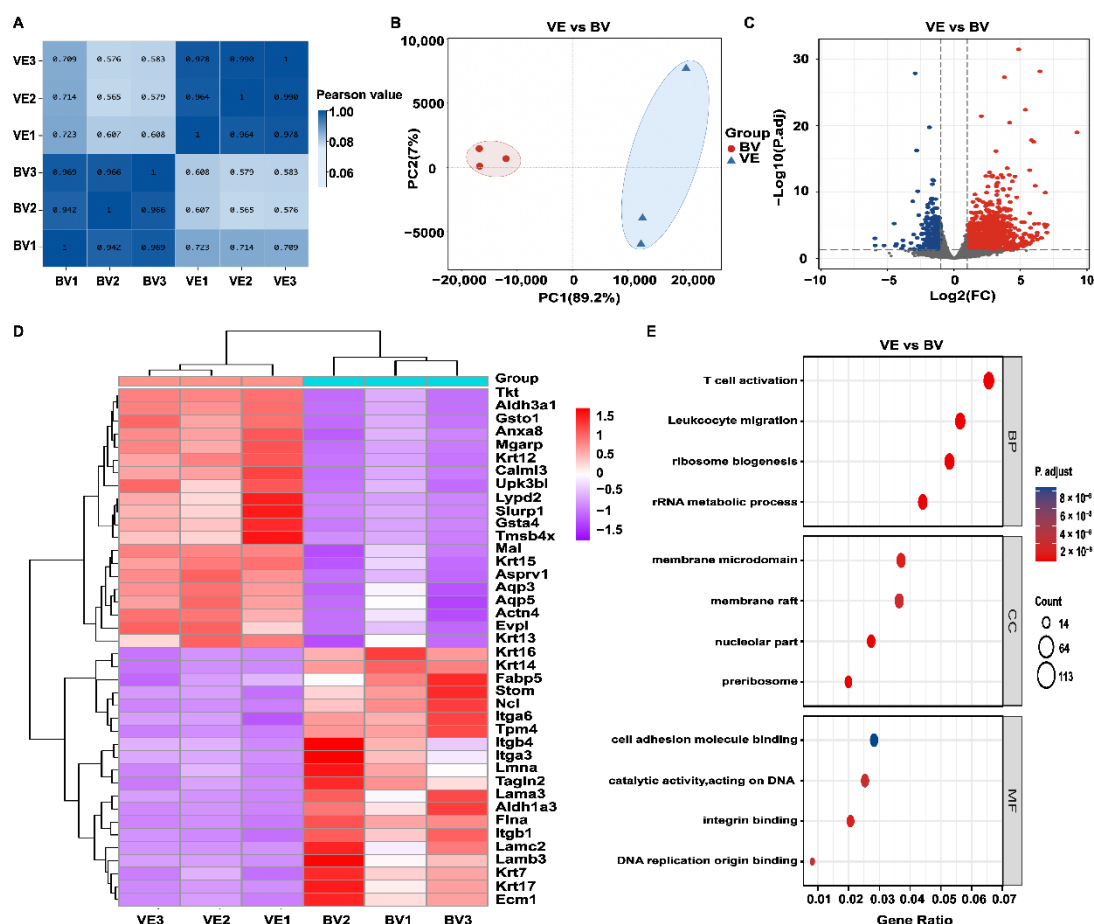 A
VE3 0.709 0.576 0.583 0.978 0.990 1
VE2 0.714 0.565 0.579 0.964 1 0.990
VE1 0.723 0.607 0.608 1 0.964 0.978
BV3 0.969 0.966 1 0.608 0.579 0.583
BV2 0.942 1 0.966 0.607 0.565 0.576
BV1 1 0.942 0.969 0.723 0.714 0.709
BV1 BV2 BV3 VE1 VE2 VE3
Pearson value
1.00
0.08
0.06
B
VE vs BV
10,000
5000
0
−5000
PC2(7%)
−20,000 −10,000 0 10,000 20,000
PC1(89.2%)
Group
BV
VE
C
VE vs BV
30
20
10
0
−Log10(P.adj)
−10 −5 0 5 10
Log2(FC)
D
Group
Tkt
Aldh3a1
Gsto1
Anxa8
Mgarp
Krt12
Calml3
Upk3bl
Lypd2
Slurp1
Gsta4
Tmsb4x
Mal
Krt15
Asprv1
Aqp3
Aqp5
Actn4
Evpl
Krt13
Krt16
Krt14
Fabp5
Stom
Ncl
Itga6
Tpm4
Itgb4
Itga3
Lmna
Tagln2
Lama3
Aldh1a3
Flna
Itgb1
Lamc2
Lamb3
Krt7
Krt17
Ecm1
VE3 VE2 VE1 BV2 BV1 BV3
1.5
1
0.5
0
−0.5
−1
−1.5
E
VE vs BV
T cell activation
Leukcocyte migration
ribosome biogenesis
rRNA metabolic process
BP
membrane microdomain
membrane raft
nucleolar part
preribosome
CC
cell adhesion molecule binding
catalytic activity,acting on DNA
integrin binding
DNA replication origin binding
MF
0.01 0.02 0.03 0.04 0.05 0.06 0.07
Gene Ratio
P. adjust
Count
14
64
113